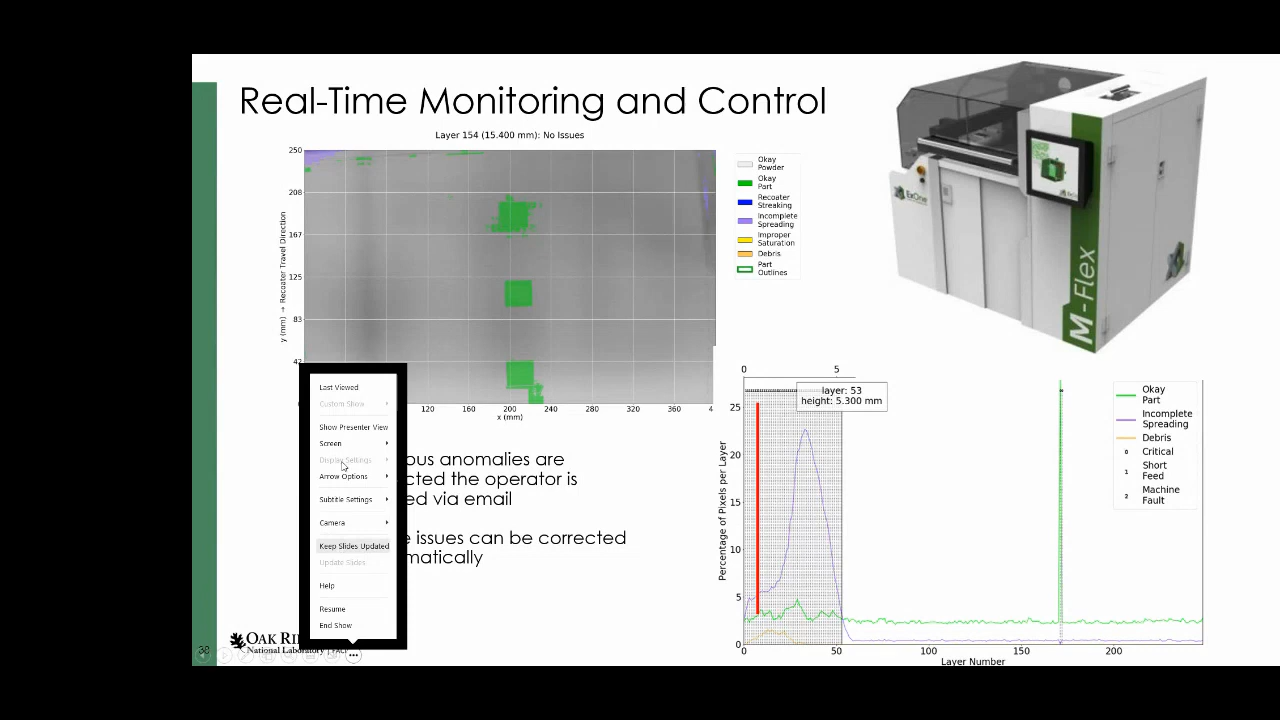 Real-Time Monitoring and Control
Layer 154 (15.400 mm): No Issues
250
208
167
125
83
42
y (mm) → Recoater Travel Direction
120 160 200 240 280 320 360 4
x (mm)
Okay
Powder
Okay
Part
Recoater
Streaking
Incomplete
Spreading
Improper
Saturation
Debris
Part
Outlines
ExOne
M-Flex
Last Viewed
Custom Show
Show Presenter View
Screen
Display Settings
Arrow Options
Subtitle Settings
Camera
Keep Slides Updated
Update Slides
Help
Resume
End Show
ous anomalies are
cted the operator is
ed via email
e issues can be corrected
matically
0 5
layer: 53
height: 5.300 mm
25
20
15
10
5
0
Percentage of Pixels per Layer
0 50 100 150 200
Layer Number
Okay
Part
Incomplete
Spreading
Debris
0 Critical
1 Short
Feed
2 Machine
Fault
38
OAK RI
National Laboratory